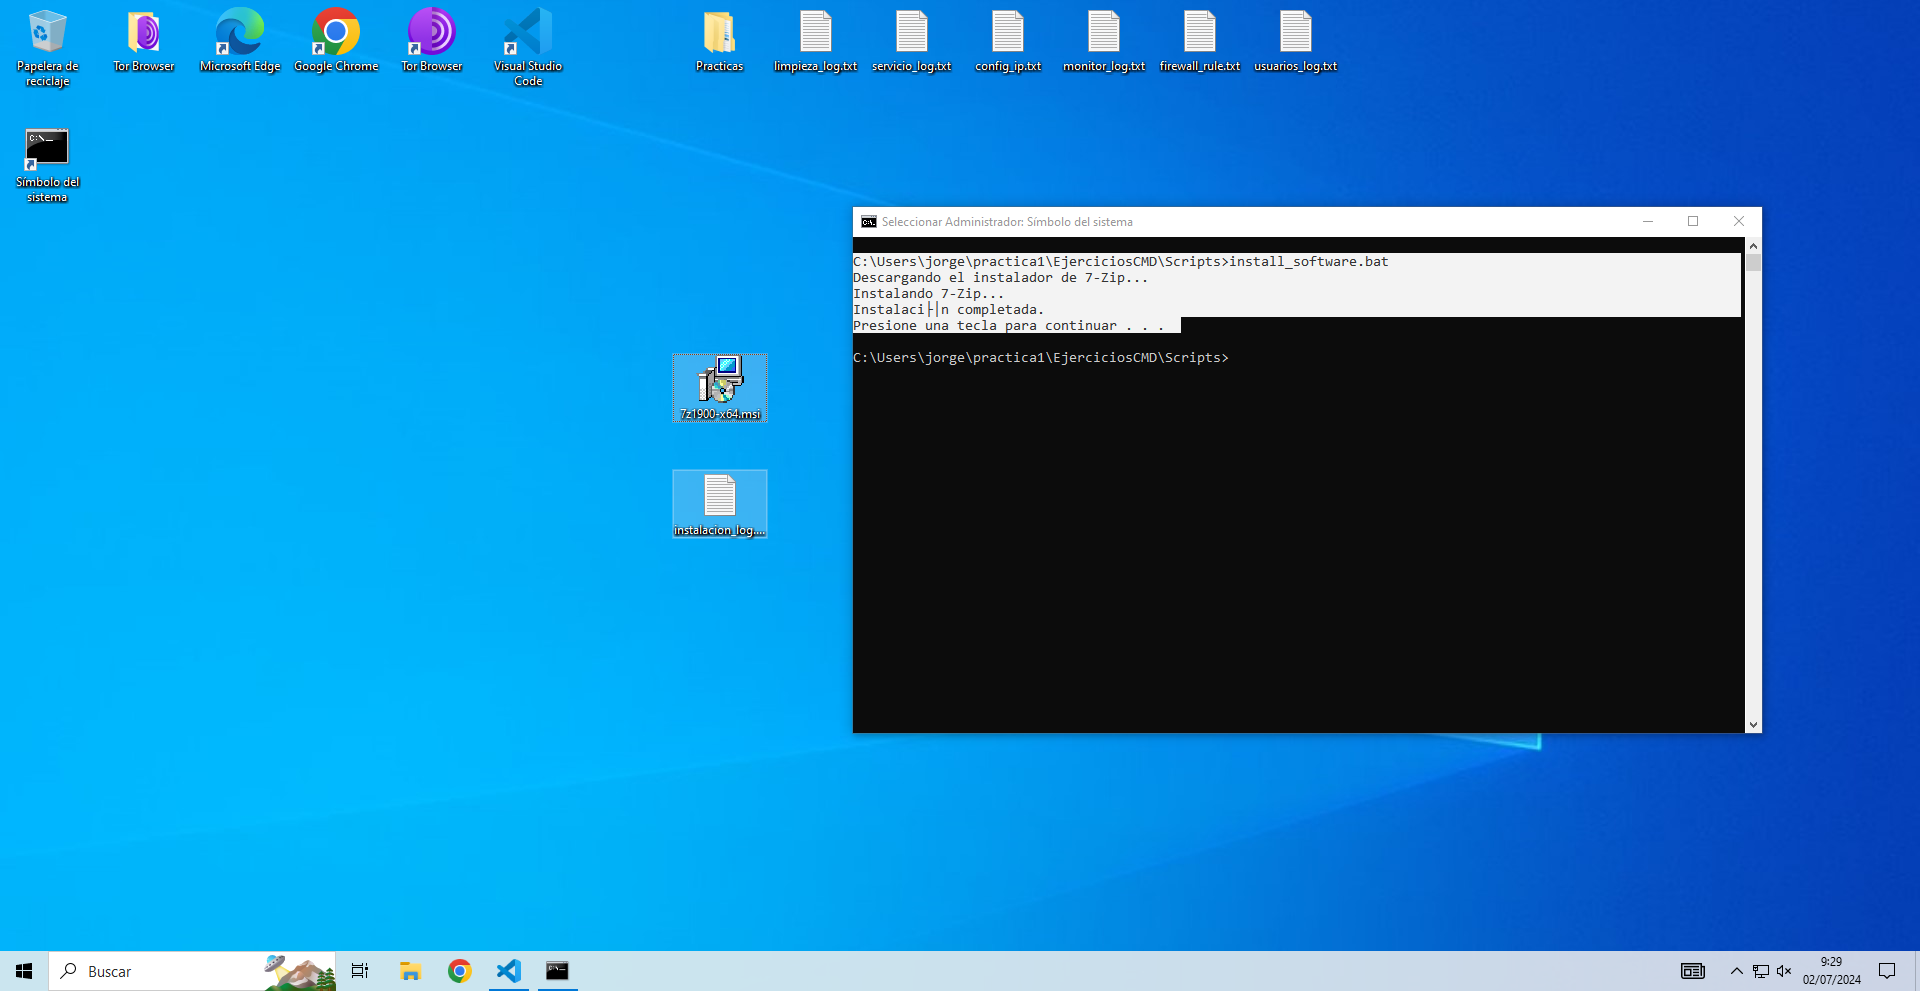 Papelera de
reciclaje
Tor Browser
Microsoft Edge
Google Chrome
Tor Browser
Visual Studio
Code
Practicas
limpieza_log.txt
servicio_log.txt
config_ip.txt
monitor_log.txt
firewall_rule.txt
usuarios_log.txt
C:\._
Símbolo del
sistema
Seleccionar Administrador: Símbolo del sistema
C:\Users\jorge\practica1\EjerciciosCMD\Scripts>install_software.bat
Descargando el instalador de 7-Zip...
Instalando 7-Zip...
Instalaci├│n completada.
Presione una tecla para continuar . . .
C:\Users\jorge\practica1\EjerciciosCMD\Scripts>
7z1900-x64.msi
instalacion_log....
Buscar
9:29
02/07/2024